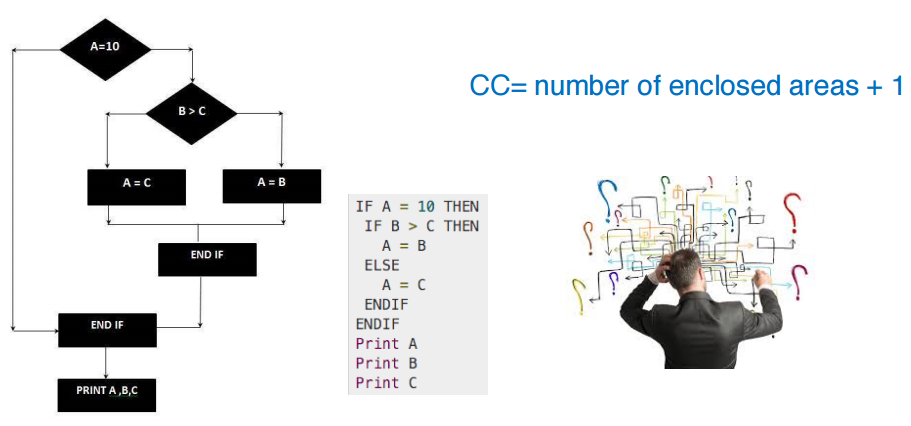 A=10
CC= number of enclosed areas + 1
B > C
A = C
A = B
END IF
END IF
PRINT A ,B,C
IF A = 10 THEN
IF B > C THEN
A = B
ELSE
A = C
ENDIF
ENDIF
Print A
Print B
Print C
? ? ? ? ? ? ? ? ? ?